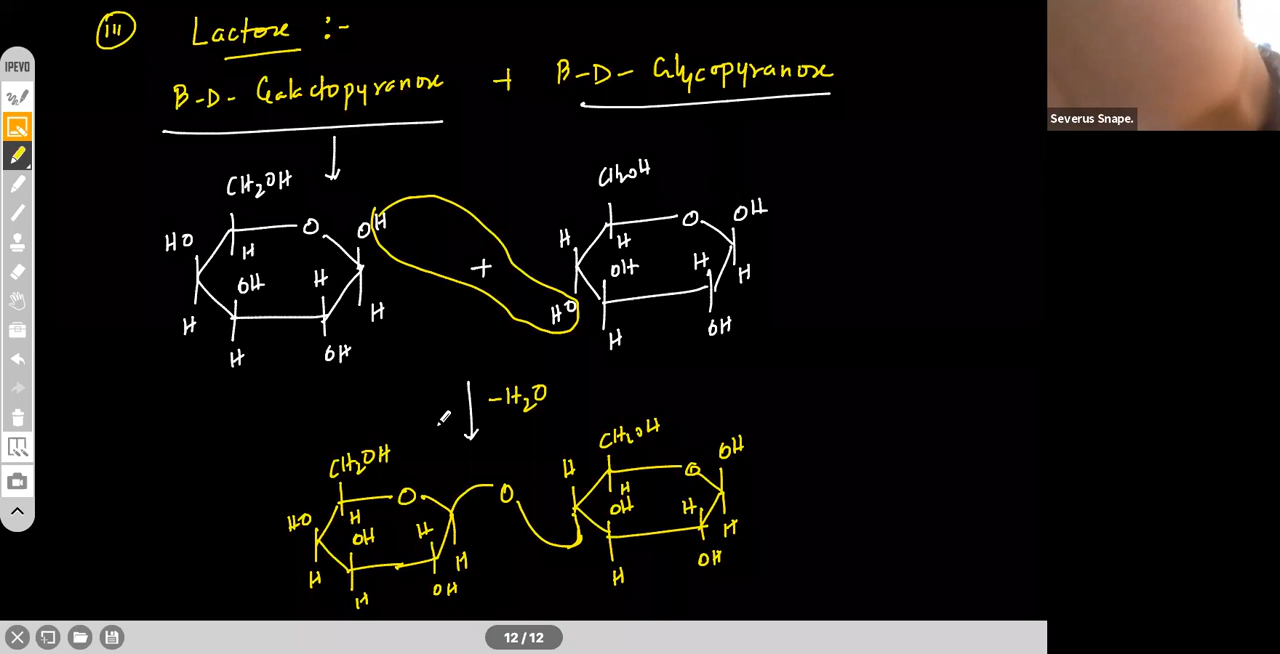 (iii) Lactose :-
B-D- Galactopyranose + B-D- Glycopyranose
IPEVO
Severus Snape.
CH2OH
HO
H
OH
H
H
H
OH
O
OH
H
+
CH2OH
H
HO
H
OH
H
O
H
OH
OH
H
-H2O
CH2OH
HO
H
H
OH
H
O
H
OH
H
O
CH2OH
H
H
OH
H
O
H
OH
OH
H
12/12